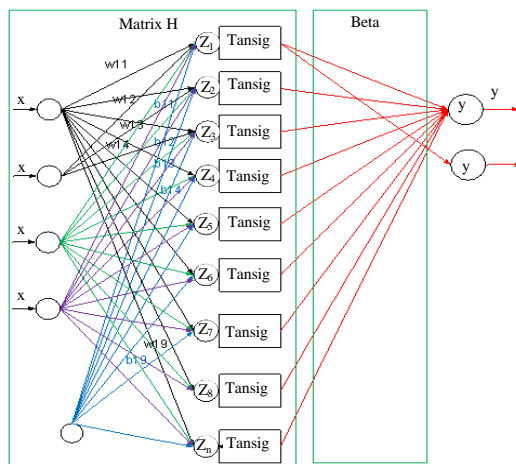 Matrix H
Beta
Z1 Tansig
w11
x
w12
Z2 Tansig
b11
y
y
w13
Z3 Tansig
w14
b12
x
b13
Z4 Tansig
y
b14
Z5 Tansig
x
Z6 Tansig
x
Z7 Tansig
w19
b19
Z8 Tansig
Zn Tansig